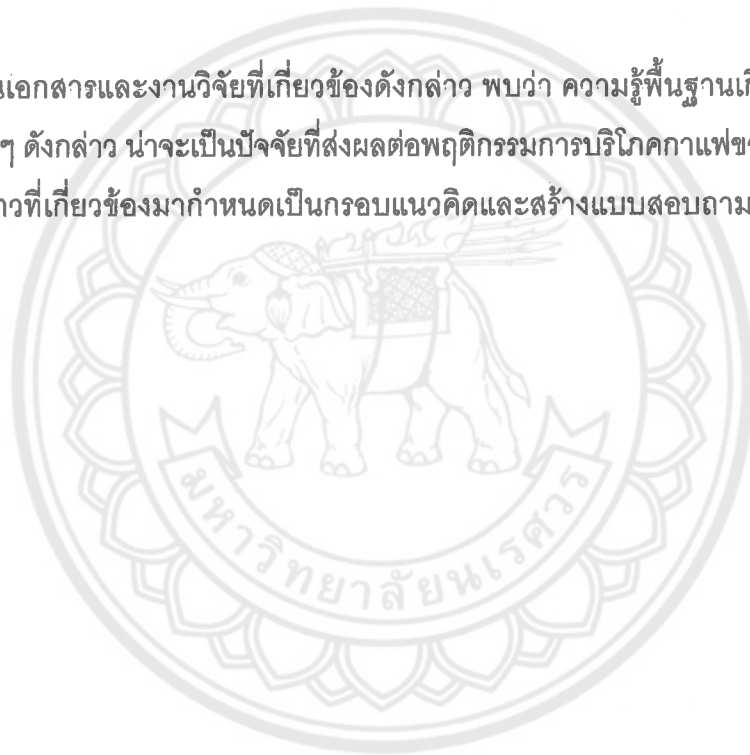 นเอกสารและงานวิจัยที่เกี่ยวข้องดังกล่าว พบว่า ความรู้พื้นฐานเกี
ๆ ดังกล่าว น่าจะเป็นปัจจัยที่ส่งผลต่อพฤติกรรมการบริโภคกาแฟข
าวที่เกี่ยวข้องมากำหนดเป็นกรอบแนวคิดและสร้างแบบสอบถาม
มหาวิทยาลัยนเรศวร